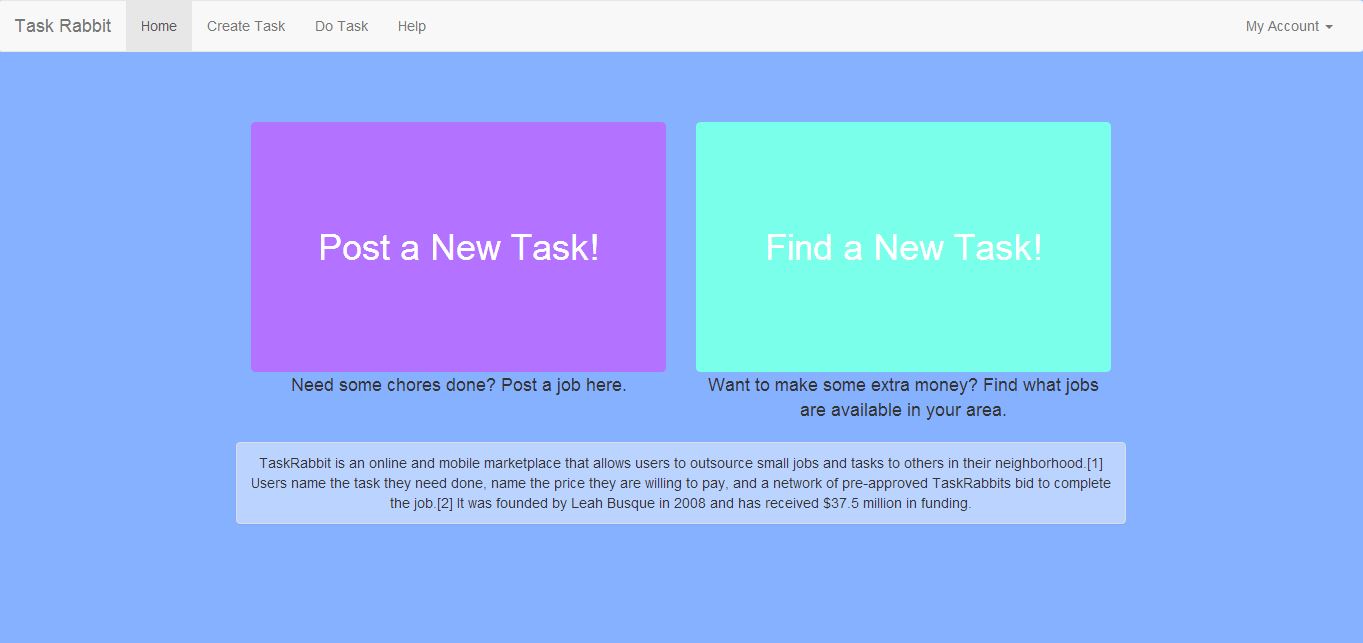 Task Rabbit Home Create Task Do Task Help My Account
Post a New Task! Find a New Task!
Need some chores done? Post a job here.
Want to make some extra money? Find what jobs
are available in your area.
TaskRabbit is an online and mobile marketplace that allows users to outsource small jobs and tasks to others in their neighborhood.[1]
Users name the task they need done, name the price they are willing to pay, and a network of pre-approved TaskRabbits bid to complete
the job.[2] It was founded by Leah Busque in 2008 and has received $37.5 million in funding.